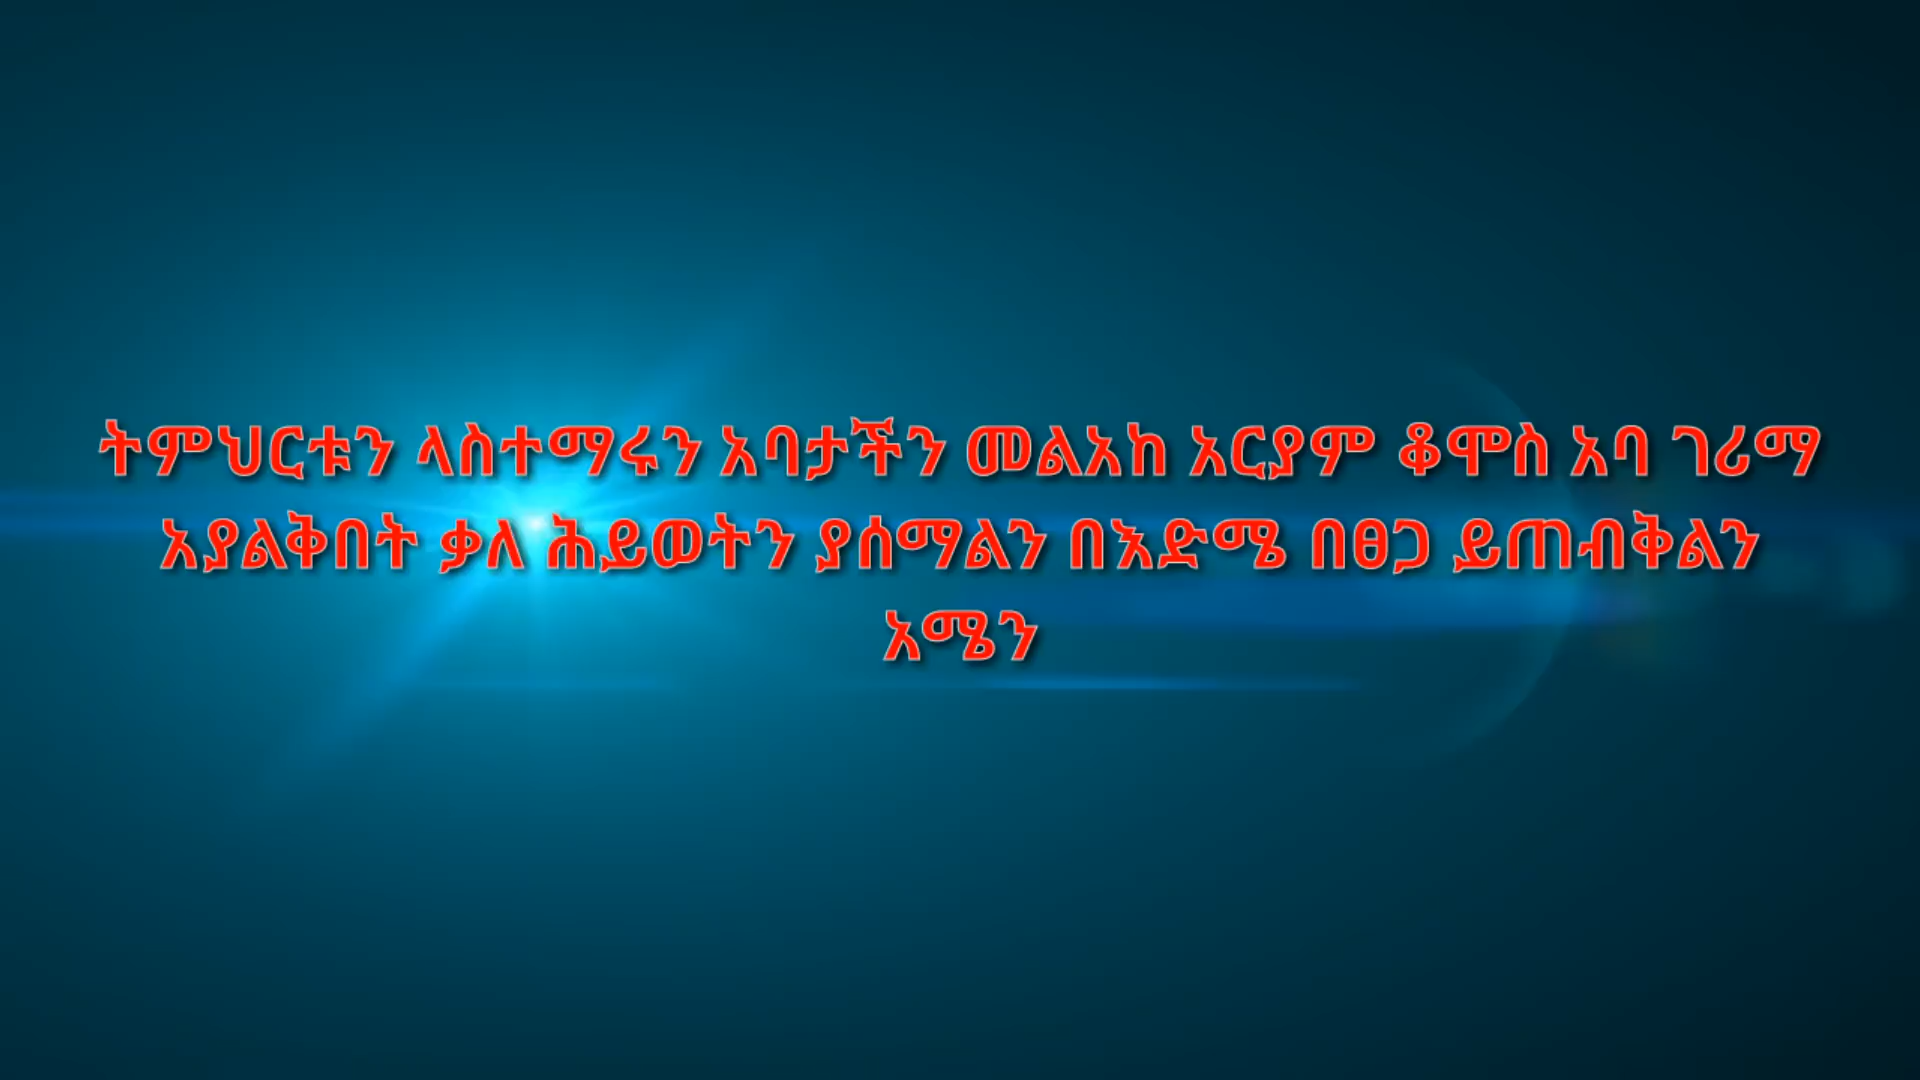 ትምህርቱን ላስተማሩን አባታችን መልአከ አርያም ቆሞስ አባ ገሪማ
አያልቅበት ቃለ ሕይወትን ያሰማልን በእድሜ በፀጋ ይጠብቅልን
አሜን